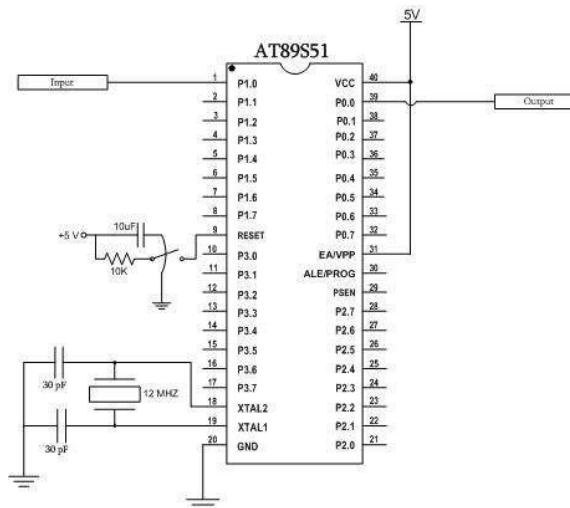 5V
AT89S51
Input
Output
1 P1.0 VCC 40
2 P1.1 P0.0 39
3 P1.2 P0.1 38
4 P1.3 P0.2 37
5 P1.4 P0.3 36
6 P1.5 P0.4 35
7 P1.6 P0.5 34
8 P1.7 P0.6 33
9 RESET P0.7 32
10 P3.0 EA/VPP 31
11 P3.1 ALE/PROG 30
12 P3.2 PSEN 29
13 P3.3 P2.7 28
14 P3.4 P2.6 27
15 P3.5 P2.5 26
16 P3.6 P2.4 25
17 P3.7 P2.3 24
18 XTAL2 P2.2 23
19 XTAL1 P2.1 22
20 GND P2.0 21
10uF
+5 V
10K
30 pF
12 MHZ
30 pF